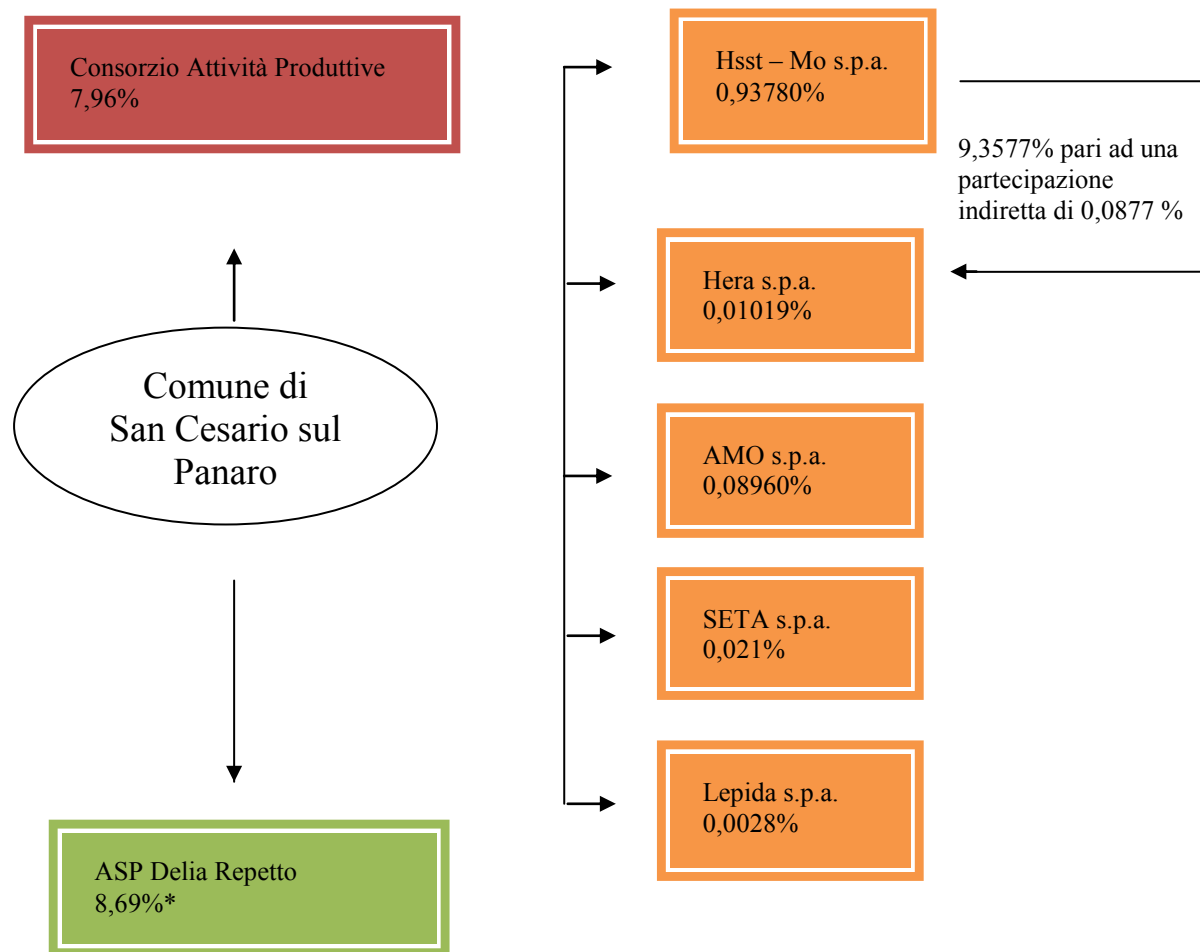 Consorzio Attività Produttive
7,96%
Hsst – Mo s.p.a.
0,93780%
9,3577% pari ad una
partecipazione
indiretta di 0,0877 %
Hera s.p.a.
0,01019%
Comune di
San Cesario sul
Panaro
AMO s.p.a.
0,08960%
SETA s.p.a.
0,021%
Lepida s.p.a.
0,0028%
ASP Delia Repetto
8,69%*